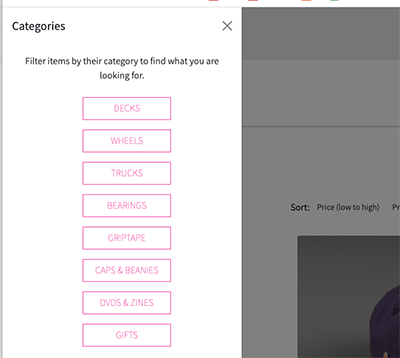 Categories
Filter items by their category to find what you are
looking for.
DECKS
WHEELS
TRUCKS
BEARINGS
GRIPTAPE
CAPS & BEANIES
DVDS & ZINES
GIFTS
Sort: Price (low to high) Pr